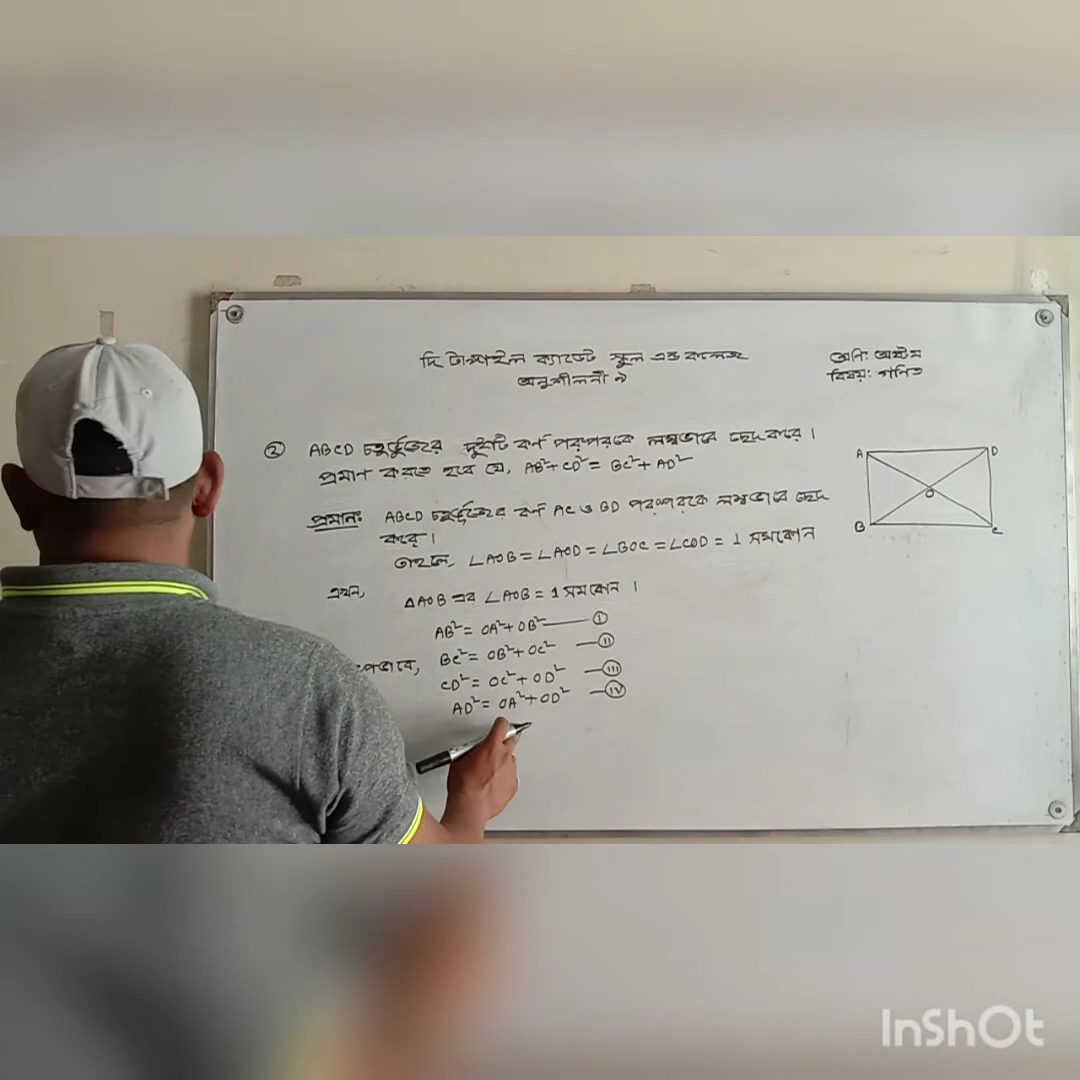 দি টাঙ্গাইল ক্যাডেট স্কুল এন্ড কলেজ
অনুশীলনী ৯
শ্রেণি: অষ্টম
বিষয়: গণিত
② ABCD চতুর্ভুজের দুইটি কর্ণ পরস্পরকে লম্বভাবে ছেদ করে।
প্রমাণ করতে হবে যে, AB²+CD² = BC²+AD²
প্রমান: ABCD চতুর্ভুজের কর্ণ AC ও BD পরস্পরকে লম্বভাবে ছেদ
করে।
তাহলে, ∠AOB = ∠AOD = ∠BOC = ∠COD = 1 সমকোন
এখন, ΔAOB এর ∠AOB = 1 সমকোন।
AB² = OA²+OB² —— Ⓘ
BC² = OB²+OC² — ⅠⅠ
CD² = OC²+OD² — ⅠⅠⅠ
AD² = OA²+OD² — ⅠV
A
D
O
B
C
InShOt